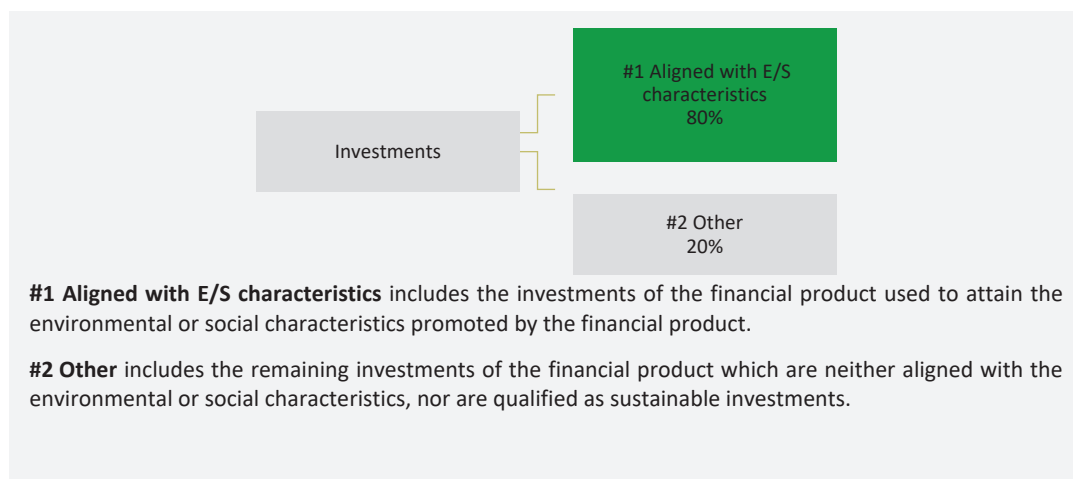 #1 Aligned with E/S
characteristics
80%
Investments
#2 Other
20%
#1 Aligned with E/S characteristics includes the investments of the financial product used to attain the
environmental or social characteristics promoted by the financial product.
#2 Other includes the remaining investments of the financial product which are neither aligned with the
environmental or social characteristics, nor are qualified as sustainable investments.